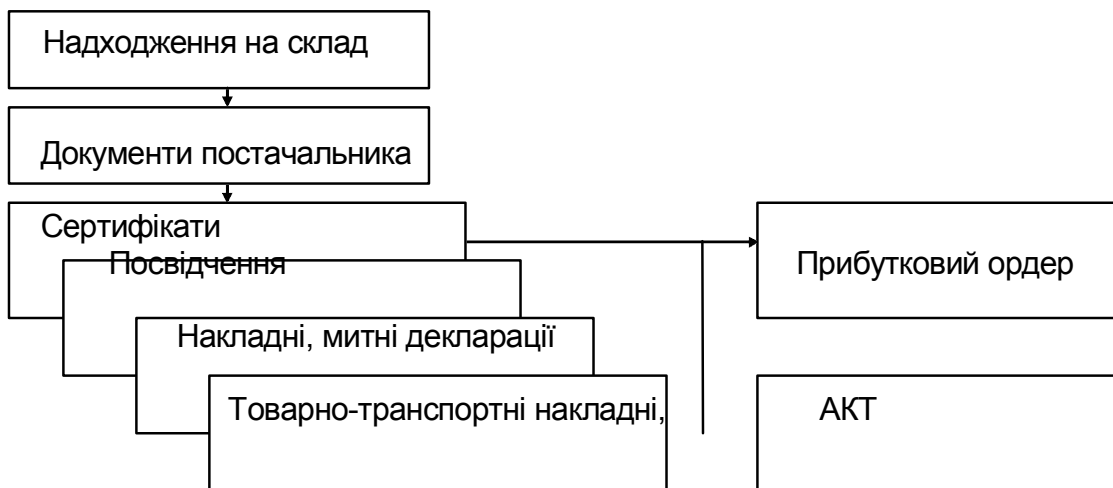 Надходження на склад
Документи постачальника
Сертифікати
Посвідчення
Прибутковий ордер
Накладні, митні декларації
Товарно-транспортні накладні,
АКТ